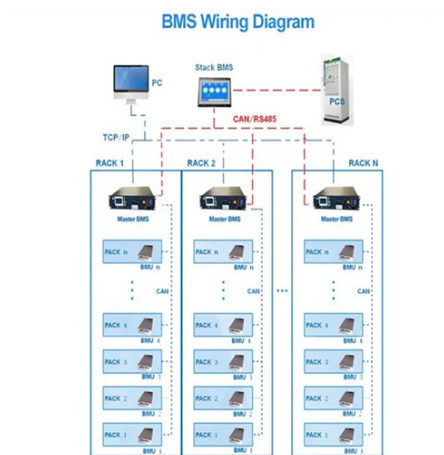 BMS Wiring Diagram
Stack BMS
PC
PCS
CAN/RS485
TCP/IP
RACK 1
RACK 2
RACK N
Master BMS
Master BMS
Master BMS
PACK n
BMU n
PACK n
BMU n
PACK n
BMU n
CAN
CAN
CAN
PACK 4
BMU 4
PACK 4
BMU 4
PACK 4
BMU 4
PACK 3
BMU 3
PACK 3
BMU 3
PACK 3
BMU 3
PACK 2
BMU 2
PACK 2
BMU 2
PACK 2
BMU 2
PACK 1
BMU 1
PACK 1
BMU 1
PACK 1
BMU 1